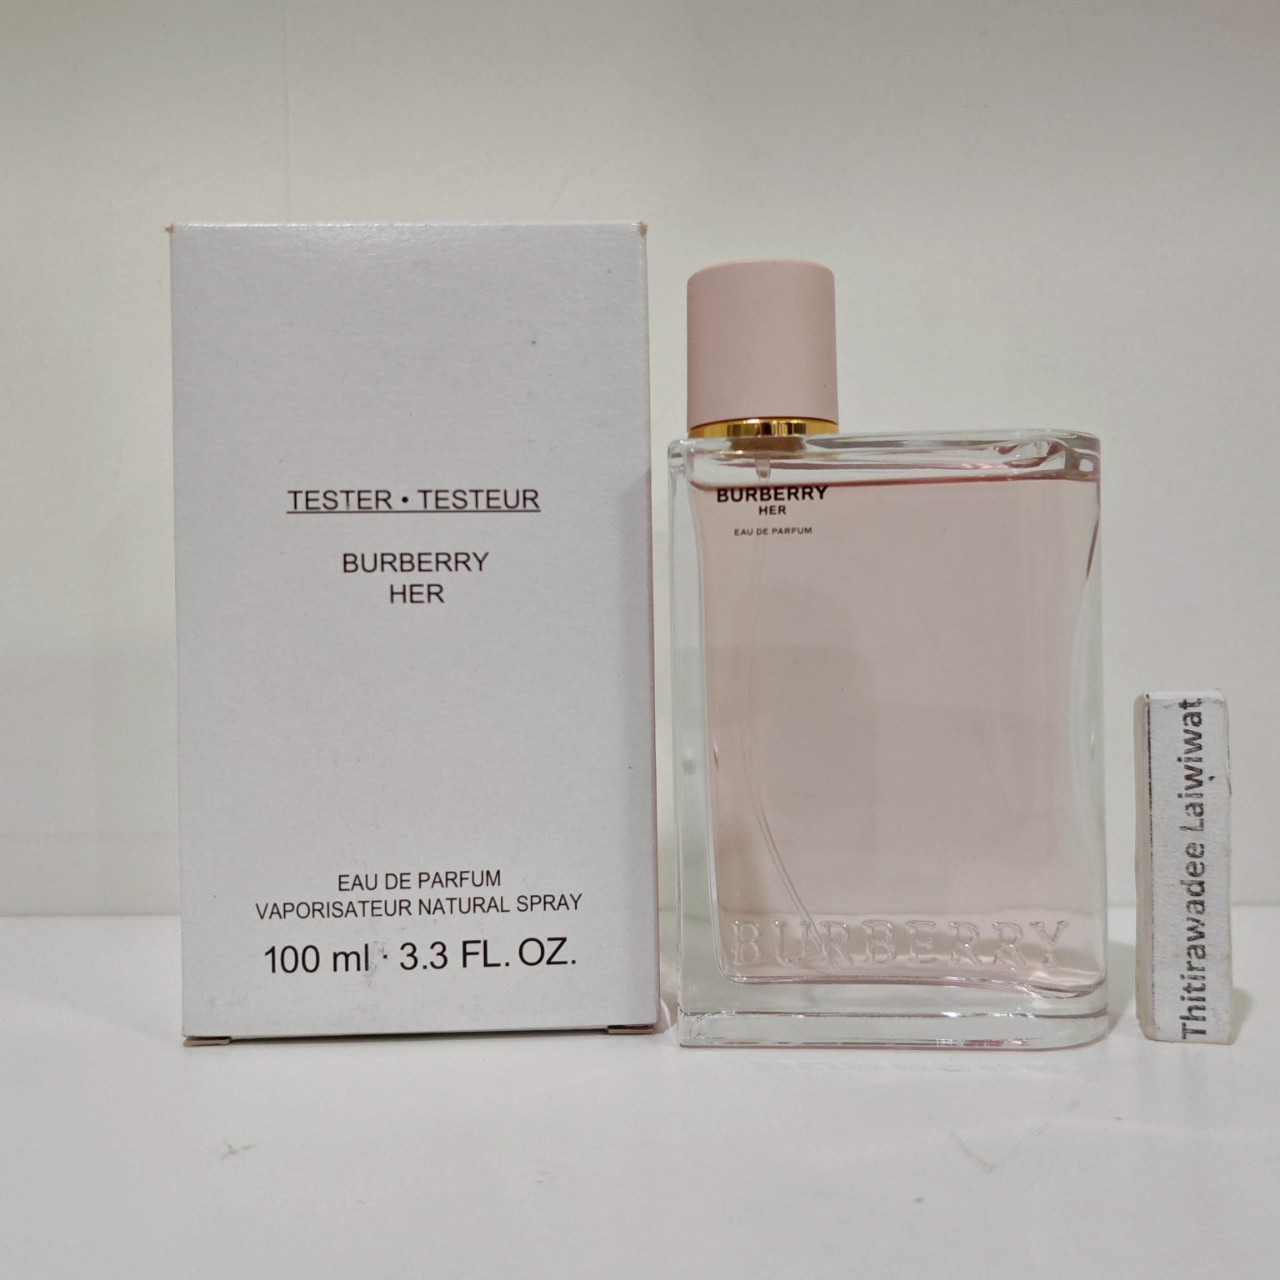 TESTER • TESTEUR
BURBERRY
HER
EAU DE PARFUM
VAPORISATEUR NATURAL SPRAY
100 ml · 3.3 FL. OZ.
BURBERRY
HER
EAU DE PARFUM
BURBERRY
Thitirawadee Laiwiwat